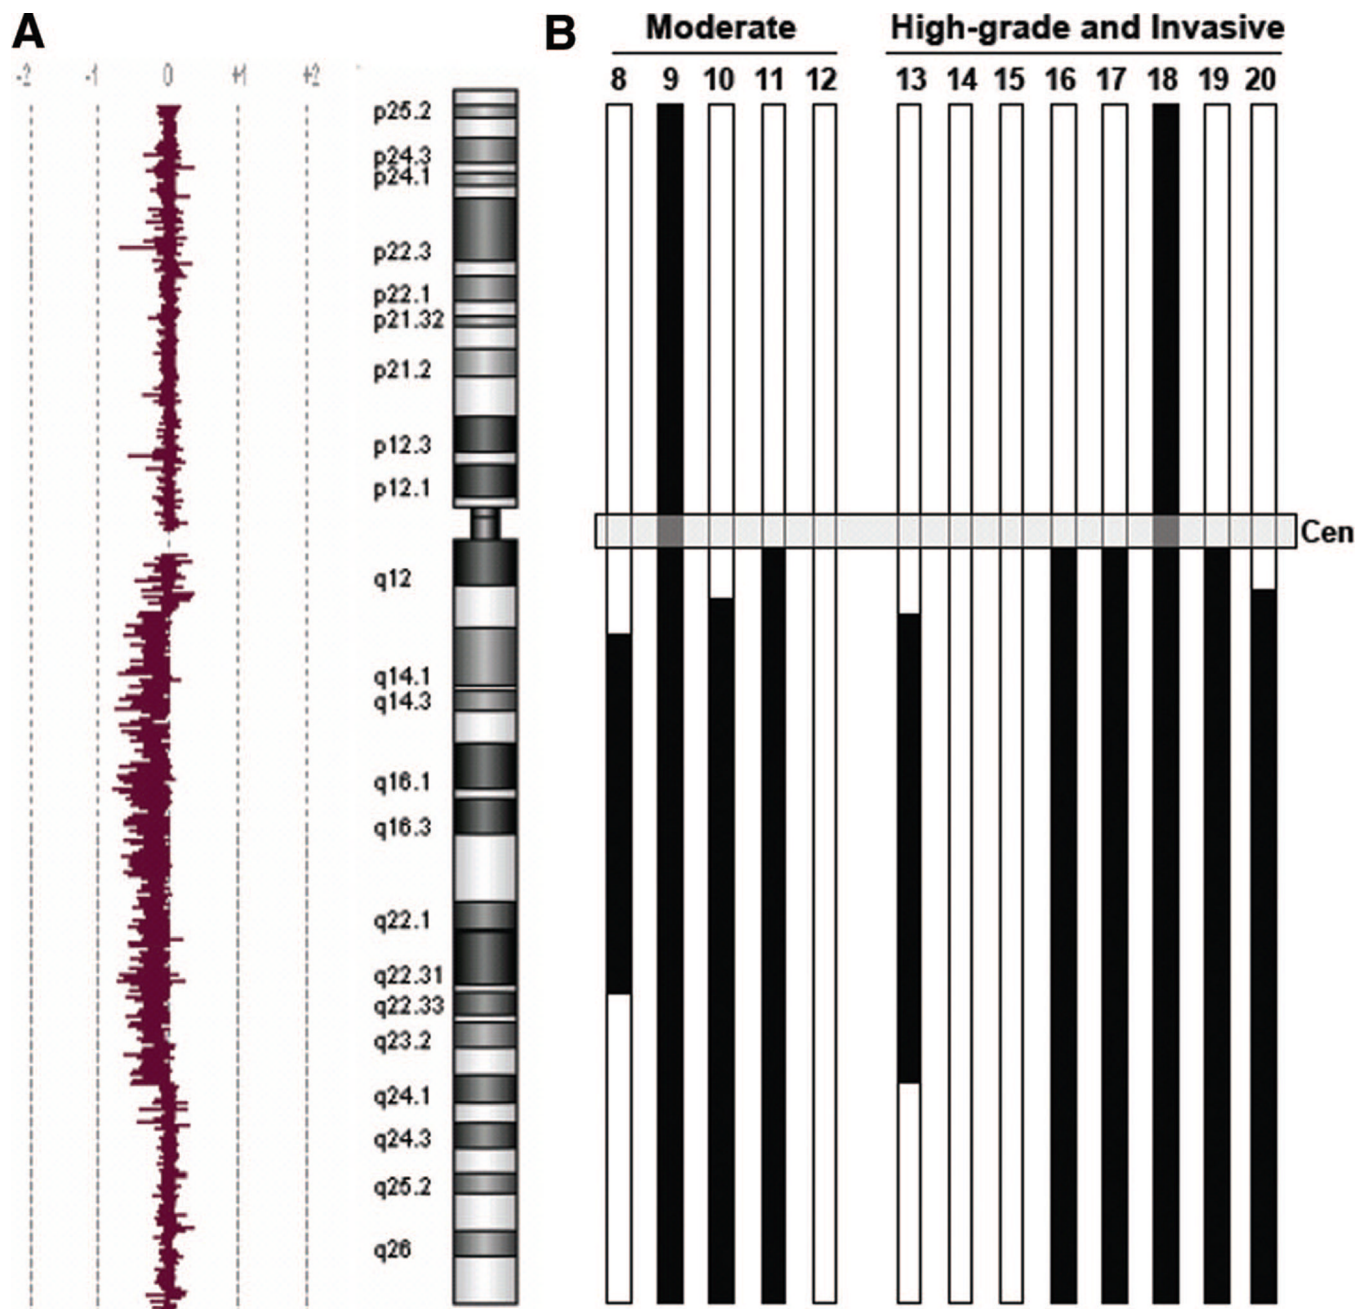 A
B
Moderate
High-grade and Invasive
-2 -1 0 +1 +2
8 9 10 11 12 13 14 15 16 17 18 19 20
p25.2
p24.3
p24.1
p22.3
p22.1
p21.32
p21.2
p12.3
p12.1
Cen
q12
q14.1
q14.3
q16.1
q16.3
q22.1
q22.31
q22.33
q23.2
q24.1
q24.3
q25.2
q26